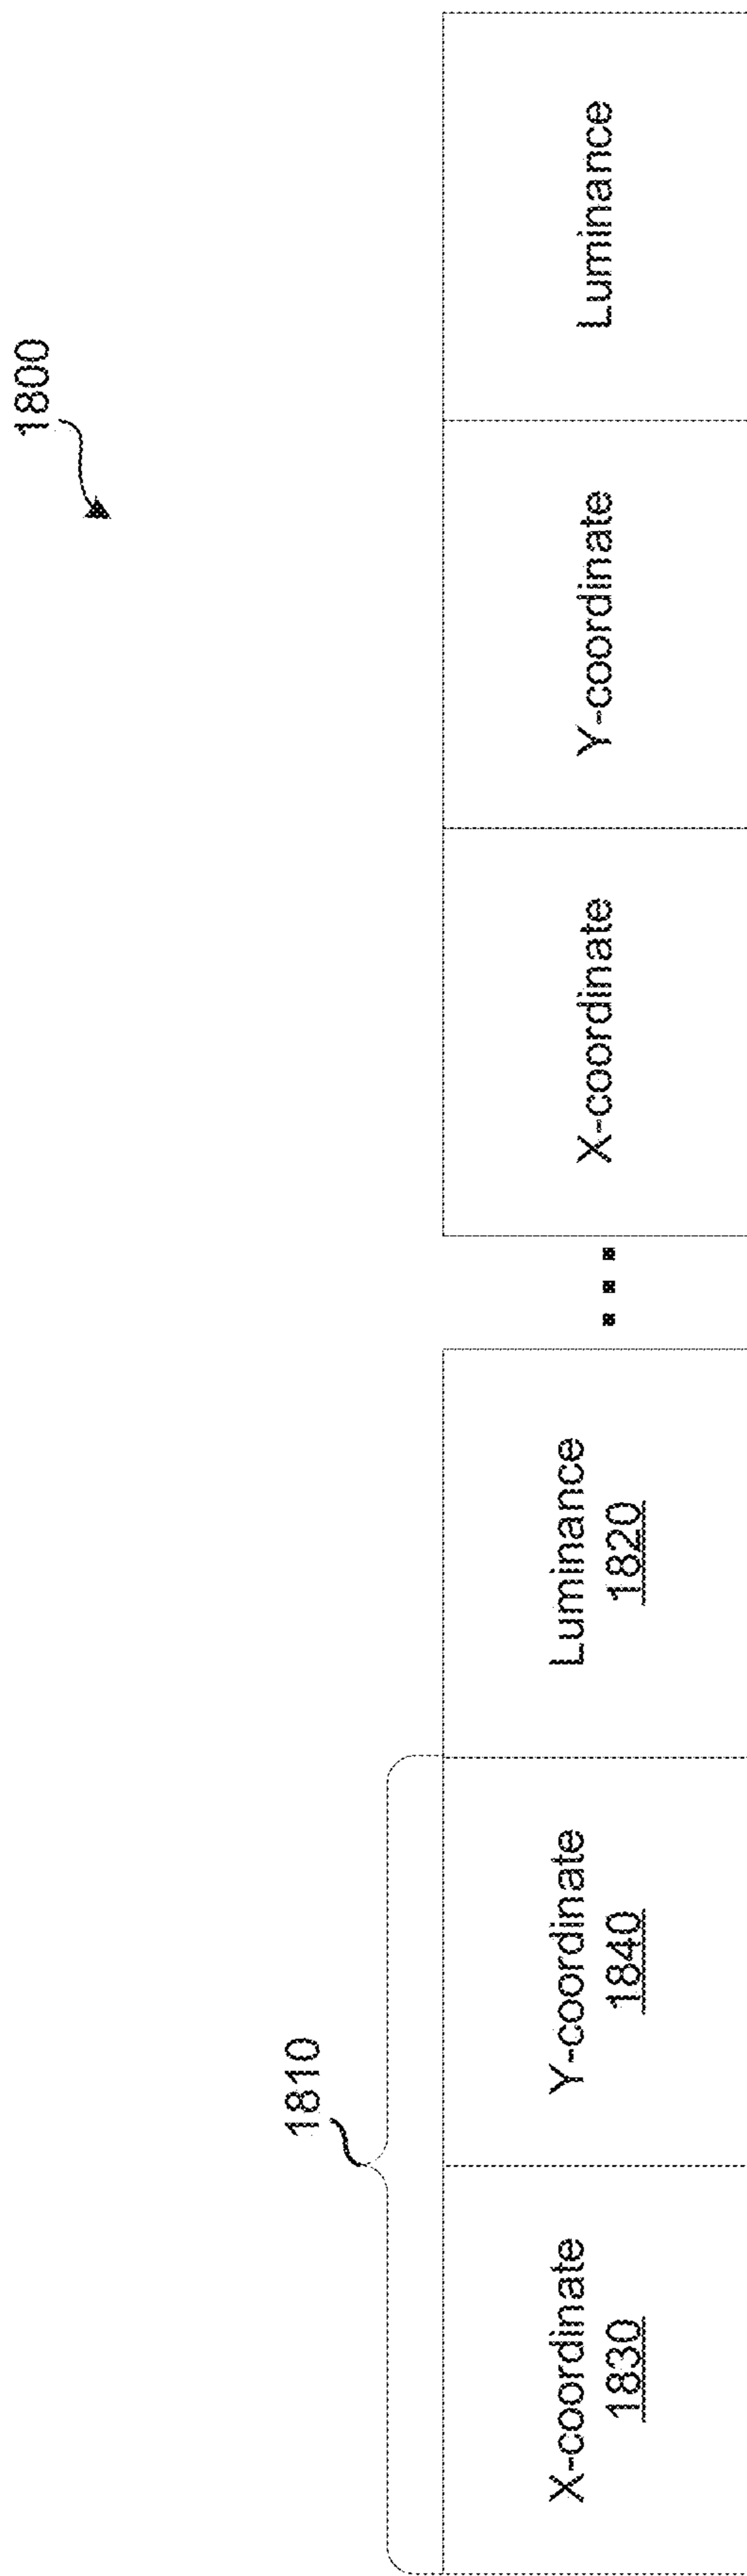 1800
1810
X-coordinate
1830
Y-coordinate
1840
Luminance
1820
X-coordinate
Y-coordinate
Luminance